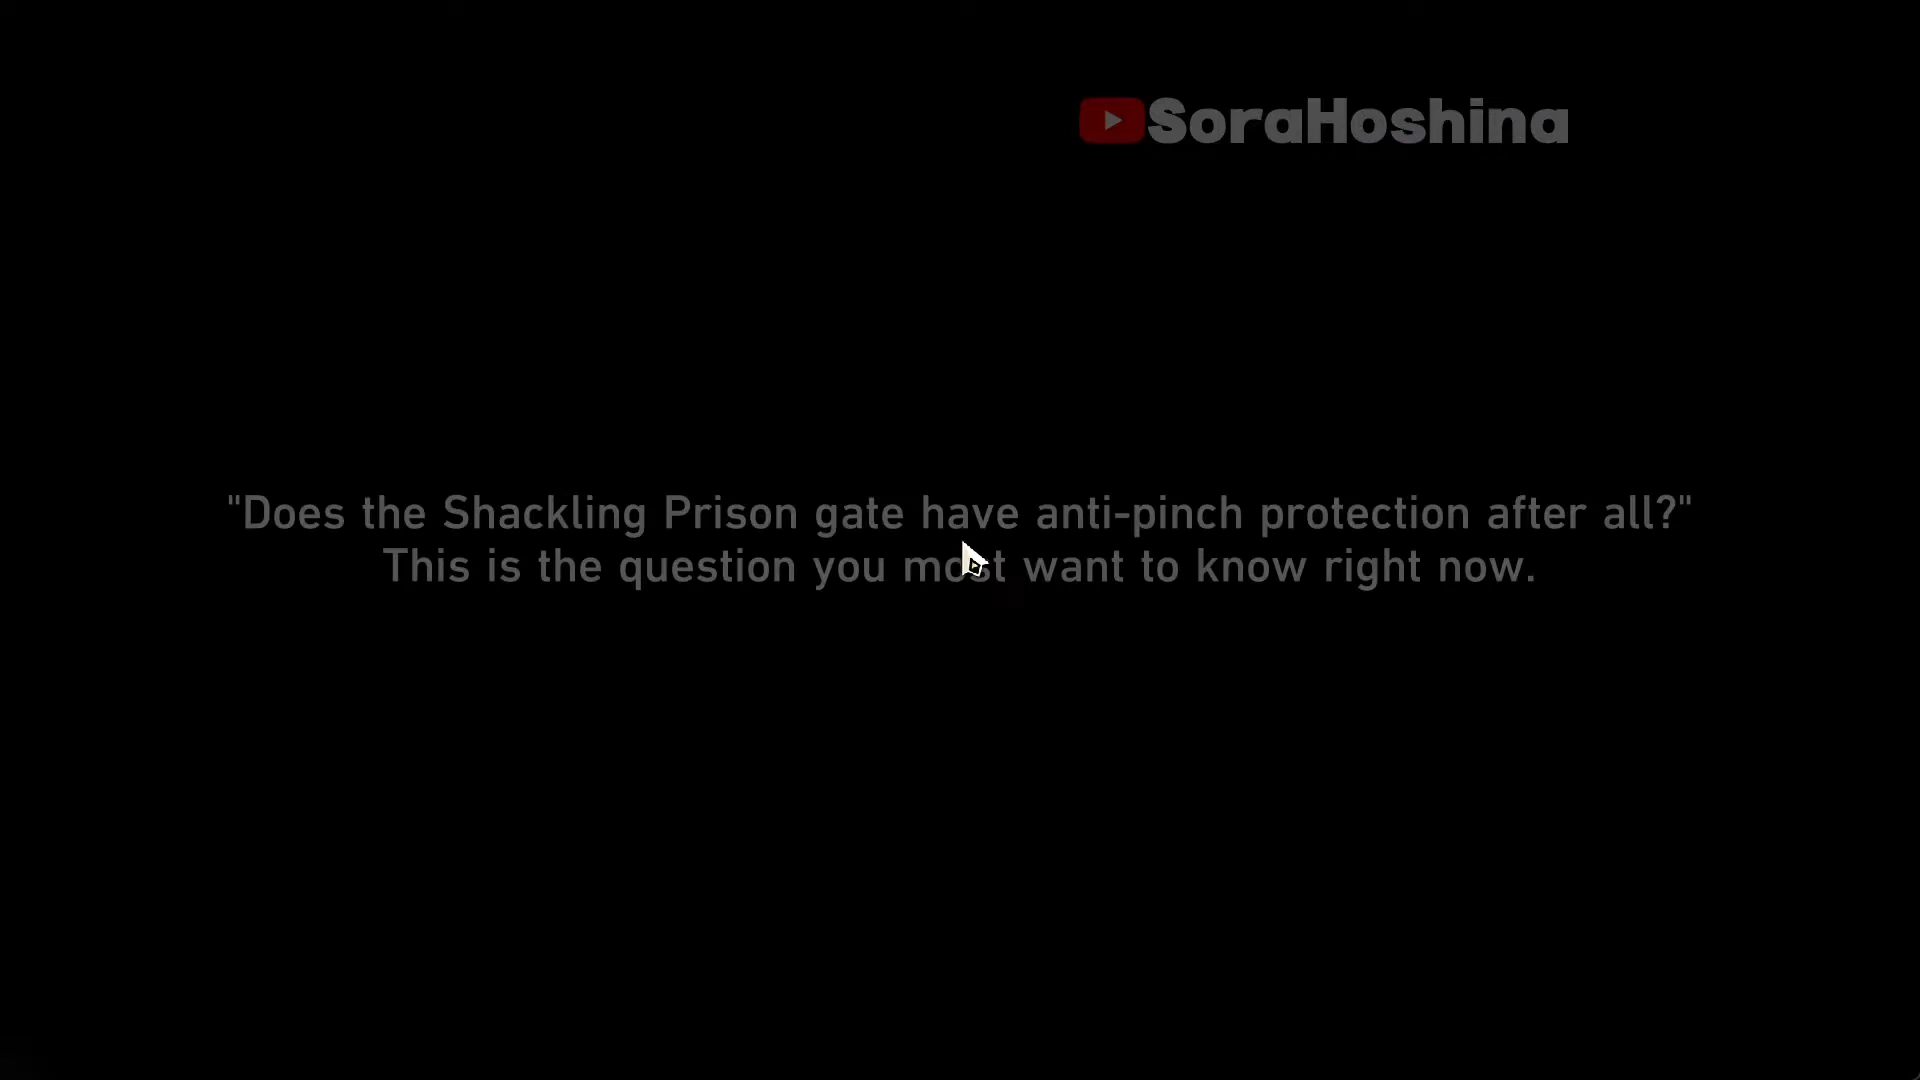 SoraHoshina
"Does the Shackling Prison gate have anti-pinch protection after all?"
This is the question you most want to know right now.